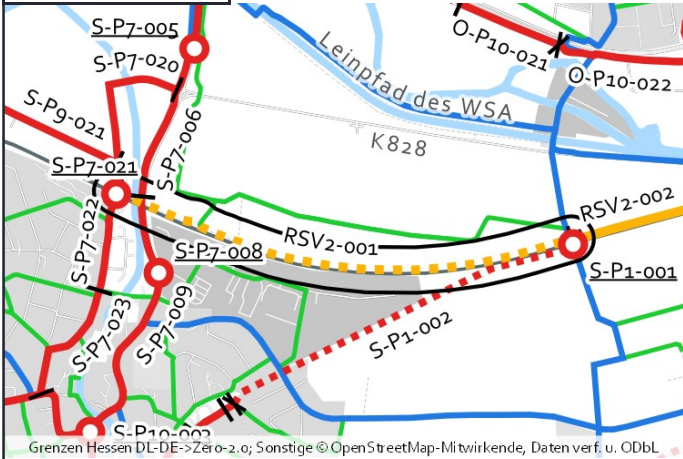 S-P7-005
S-P7-020
O-P10-021
O-P10-022
Leinpfad des WSA
S-P9-021
S-P7-006
K828
S-P7-021
RSV2-002
RSV2-001
S-P7-022
S-P7-008
S-P1-001
S-P7-023
S-P7-009
S-P1-002
S-P10-003
Grenzen Hessen DL-DE->Zero-2.0; Sonstige © OpenStreetMap-Mitwirkende, Daten verf. u. ODbL